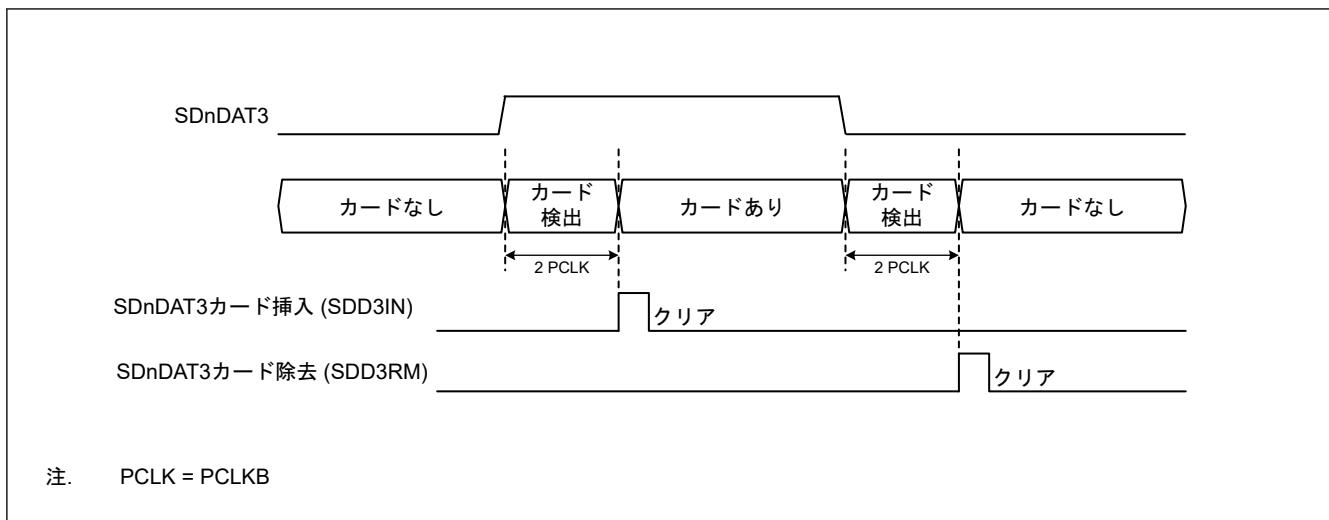 SDnDAT3
カードなし
カード
検出
カードあり
カード
検出
カードなし
2 PCLK
2 PCLK
SDnDAT3カード挿入 (SDD3IN)
クリア
SDnDAT3カード除去 (SDD3RM)
クリア
注. PCLK = PCLKB